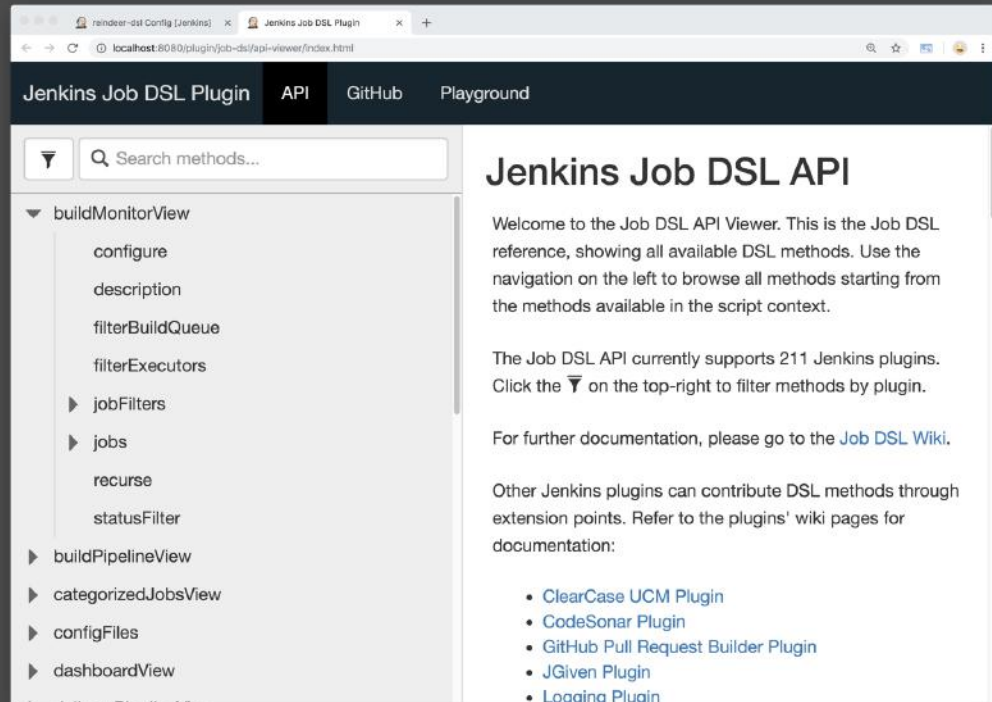 reindeer-dsl Config [Jenkins]
Jenkins Job DSL Plugin
localhost:8080/plugin/job-dsl/api-viewer/index.html
Jenkins Job DSL Plugin API GitHub Playground
Search methods...
buildMonitorView
configure
description
filterBuildQueue
filterExecutors
jobFilters
jobs
recurse
statusFilter
buildPipelineView
categorizedJobsView
configFiles
dashboardView
Jenkins Job DSL API
Welcome to the Job DSL API Viewer. This is the Job DSL
reference, showing all available DSL methods. Use the
navigation on the left to browse all methods starting from
the methods available in the script context.
The Job DSL API currently supports 211 Jenkins plugins.
Click the on the top-right to filter methods by plugin.
For further documentation, please go to the Job DSL Wiki.
Other Jenkins plugins can contribute DSL methods through
extension points. Refer to the plugins' wiki pages for
documentation:
• ClearCase UCM Plugin
• CodeSonar Plugin
• GitHub Pull Request Builder Plugin
• JGiven Plugin
• Logging Plugin